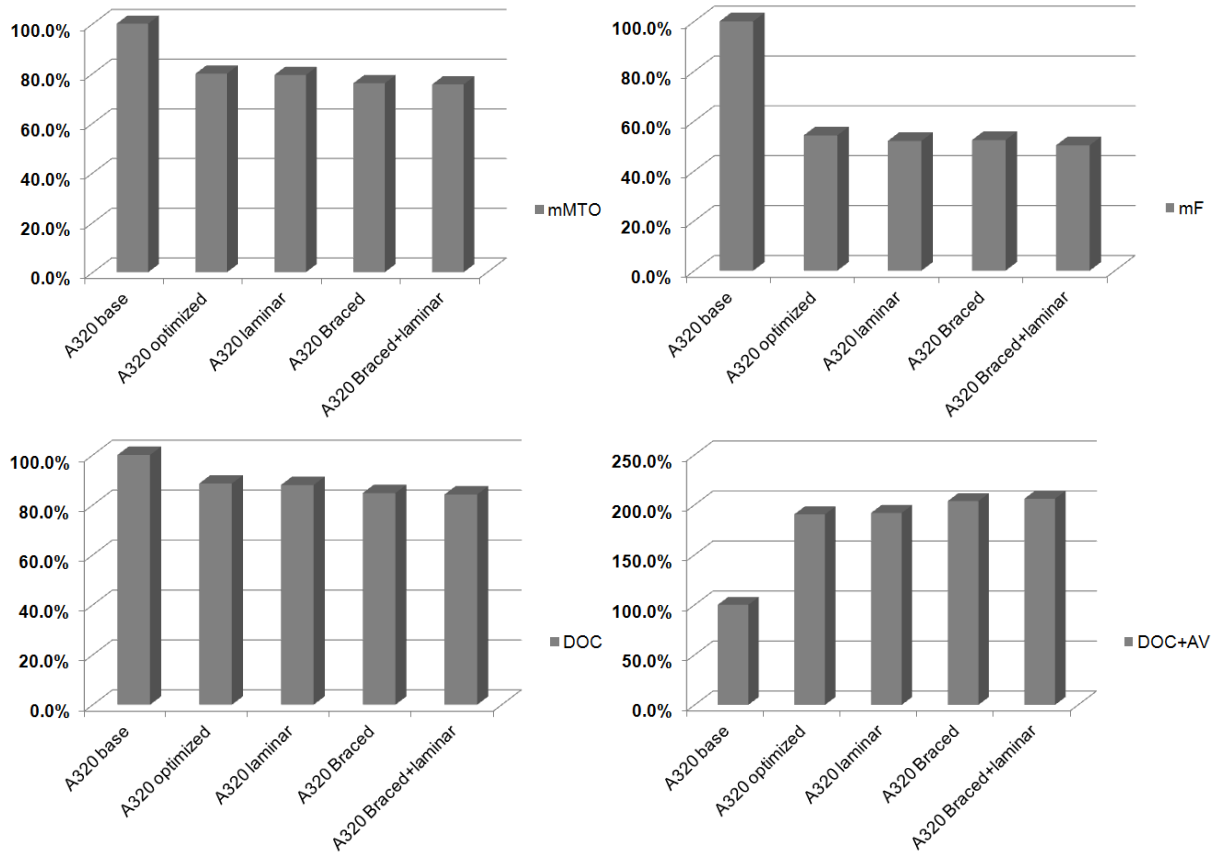 100.0%
80.0%
60.0%
40.0%
20.0%
0.0%
A320 base
A320 optimized
A320 laminar
A320 Braced
A320 Braced+laminar
mMTO
100.0%
80.0%
60.0%
40.0%
20.0%
0.0%
A320 base
A320 optimized
A320 laminar
A320 Braced
A320 Braced+laminar
mF
100.0%
80.0%
60.0%
40.0%
20.0%
0.0%
A320 base
A320 optimized
A320 laminar
A320 Braced
A320 Braced+laminar
DOC
250.0%
200.0%
150.0%
100.0%
50.0%
0.0%
A320 base
A320 optimized
A320 laminar
A320 Braced
A320 Braced+laminar
DOC+AV